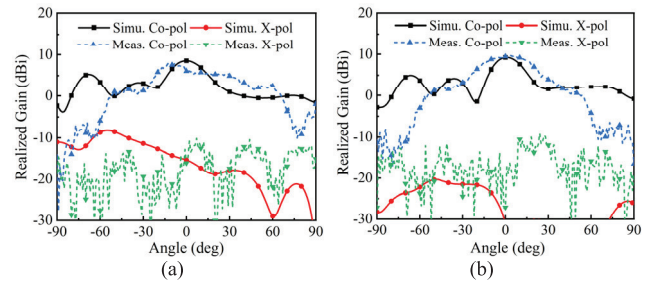 (a)
Simu. Co-pol Simu. X-pol
Meas. Co-pol Meas. X-pol
Realized Gain (dBi)
20
10
0
-10
-20
-30
-90 -60 -30 0 30 60 90
Angle (deg)
(a)
(b)
Simu. Co-pol Simu. X-pol
Meas. Co-pol Meas. X-pol
Realized Gain (dBi)
20
10
0
-10
-20
-30
-90 -60 -30 0 30 60 90
Angle (deg)
(b)